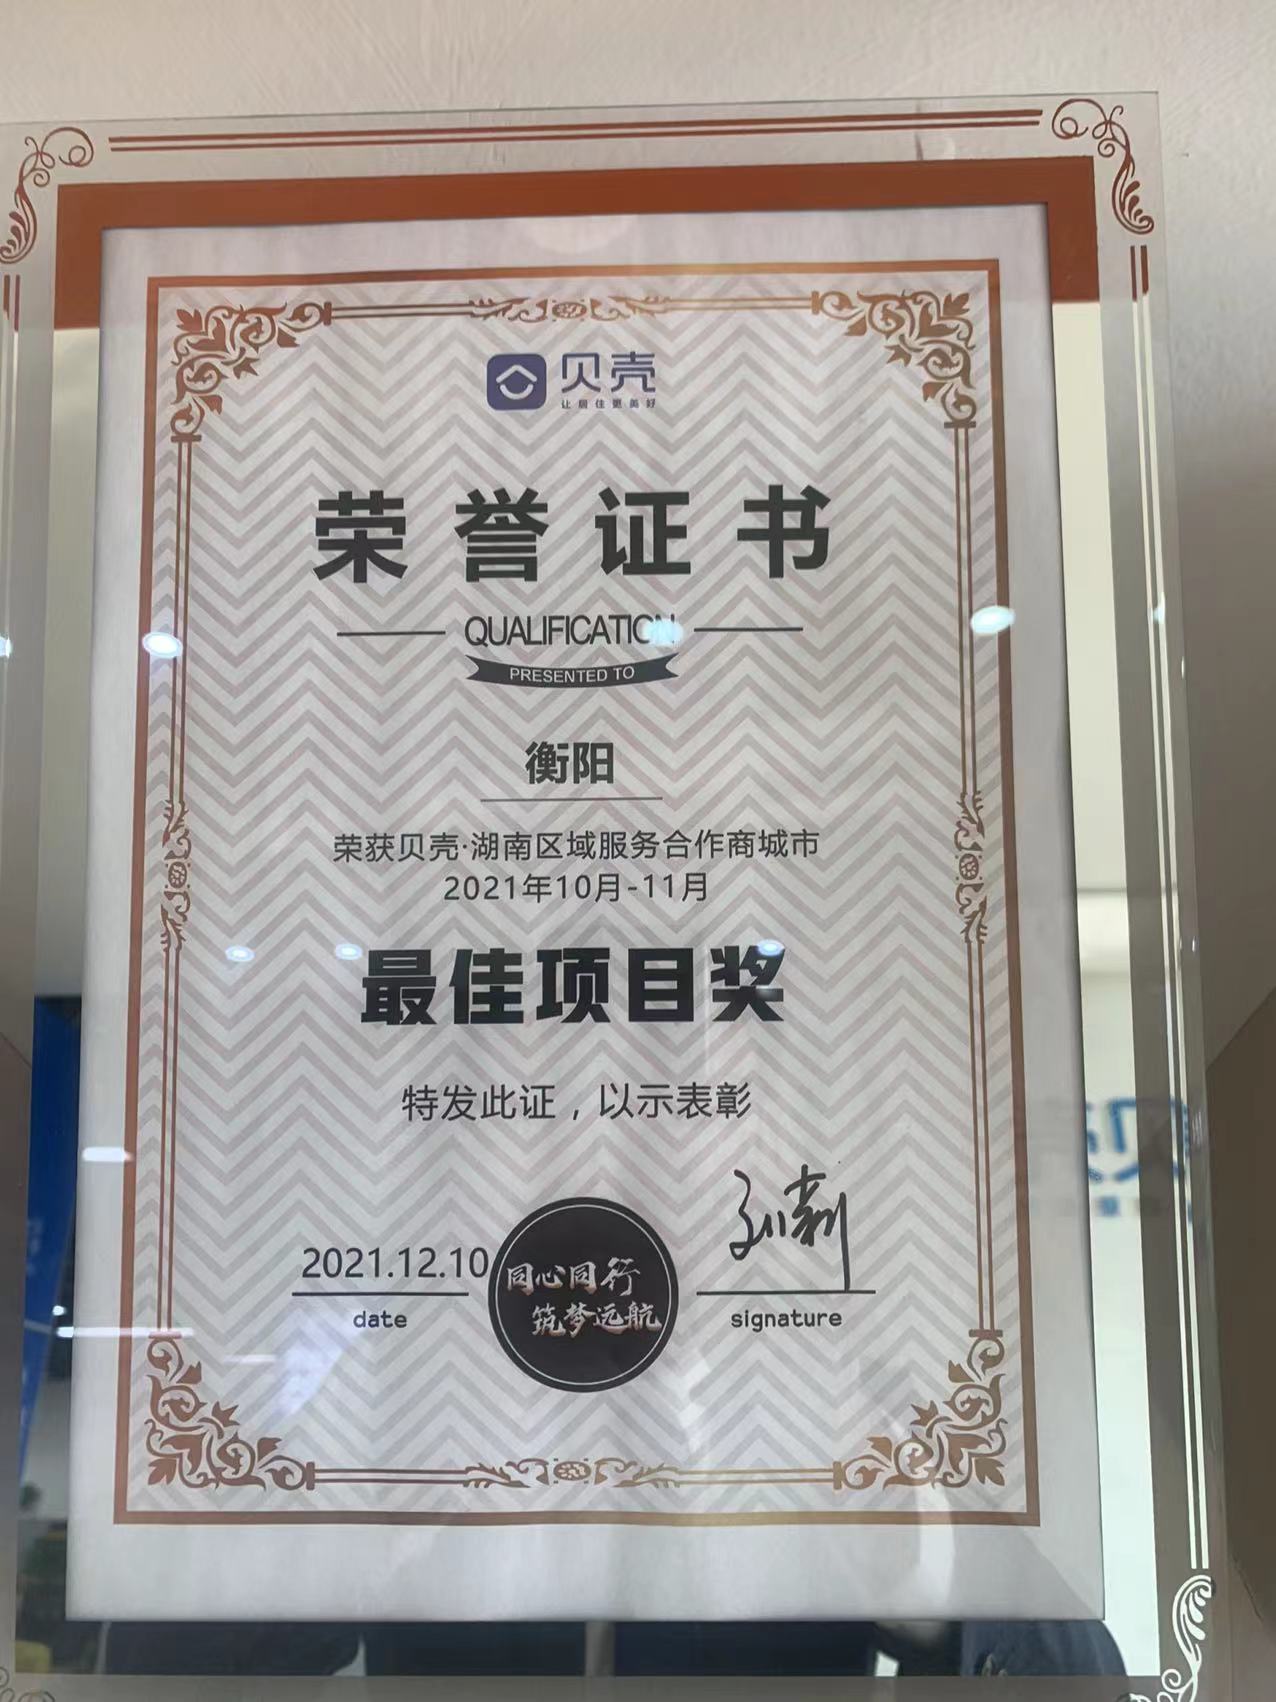 贝壳
让居住更美好
荣誉证书
QUALIFICATION
PRESENTED TO
衡阳
荣获贝壳·湖南区域服务合作商城市
2021年10月-11月
最佳项目奖
特发此证，以示表彰
2021.12.10
date
同心同行
筑梦远航
signature